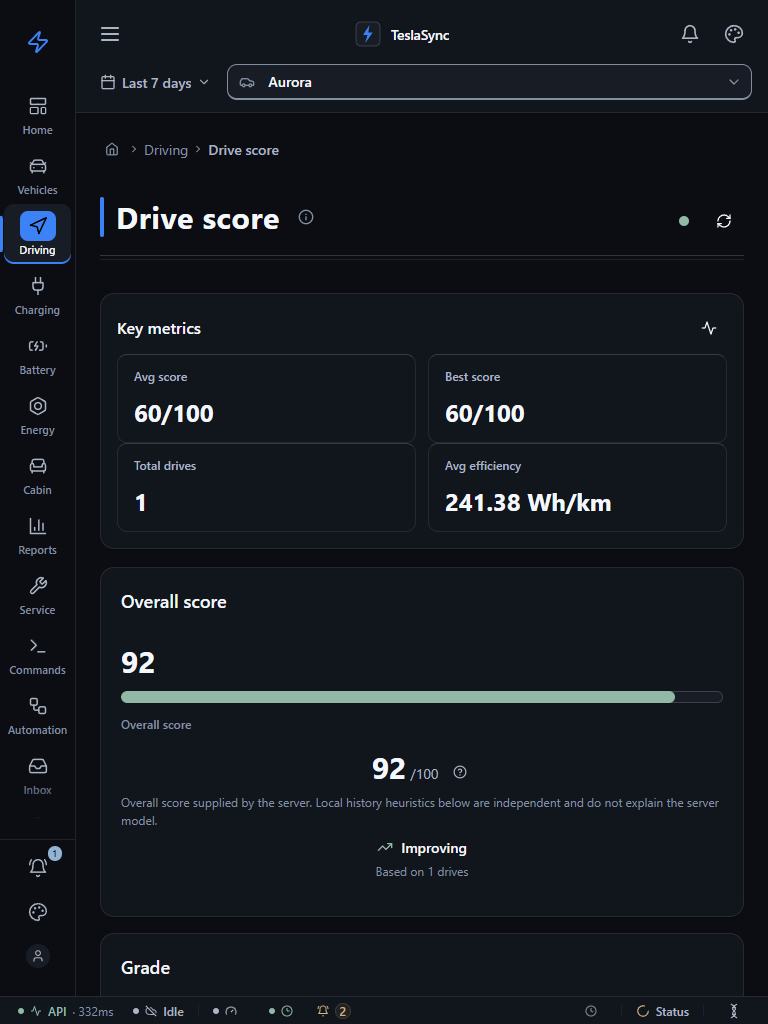 TeslaSync
Last 7 days
Aurora
Home
Vehicles
Driving
Charging
Battery
Energy
Cabin
Reports
Service
Commands
Automation
Inbox
1
Driving
Drive score
Drive score
Key metrics
Avg score
60/100
Best score
60/100
Total drives
1
Avg efficiency
241.38 Wh/km
Overall score
92
Overall score
92 /100
Overall score supplied by the server. Local history heuristics below are independent and do not explain the server
model.
Improving
Based on 1 drives
Grade
API · 332ms
Idle
2
Status